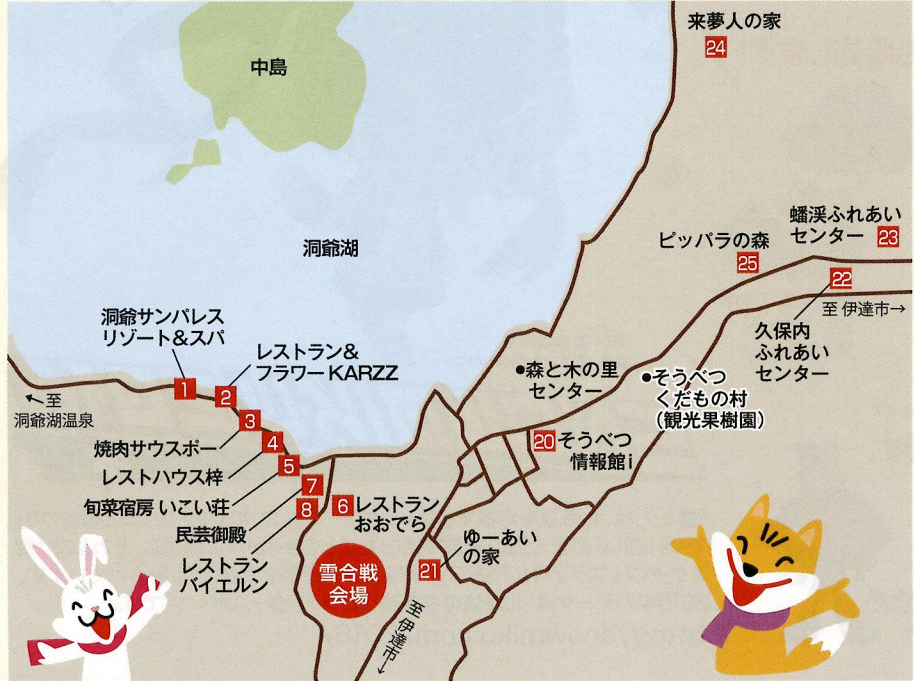 来夢人の家
24
中島
蟠渓ふれあい
センター 23
ピッパラの森
25
22
洞爺湖
至 伊達市→
久保内
ふれあい
センター
洞爺サンパレス
リゾート&スパ
レストラン&
フラワー KARZZ
●森と木の里
センター
●そうべつ
くだもの村
(観光果樹園)
1
2
←至
洞爺湖温泉
3
焼肉サウスポー
4
レストハウス梓
5
旬菜宿房 いこい荘
7
民芸御殿
8
レストラン
バイエルン
6 レストラン
おおでら
20 そうべつ
情報館i
ゆーあい
の家
21
雪合戦
会場
至伊達市→